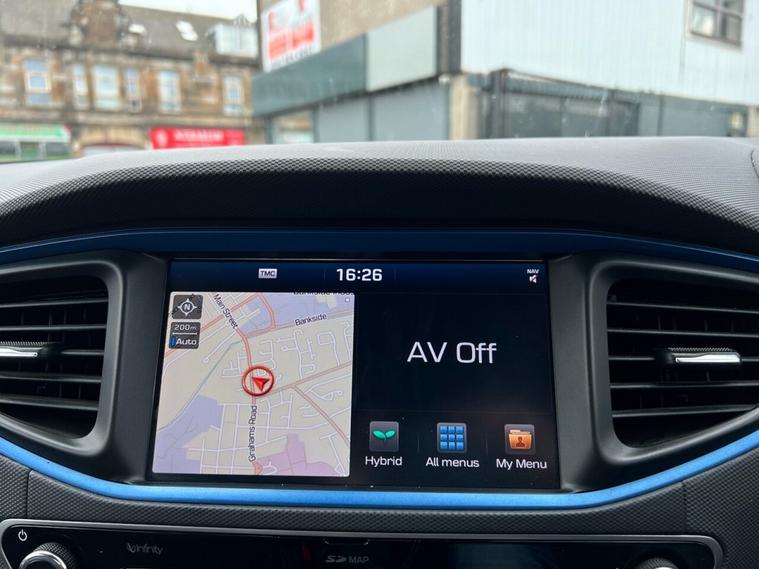 TMC
16:26
NAV
N
200m
Auto
Main Street
Bankside
Grahams Road
AV Off
Hybrid
All menus
My Menu
Infinity
SD MAP